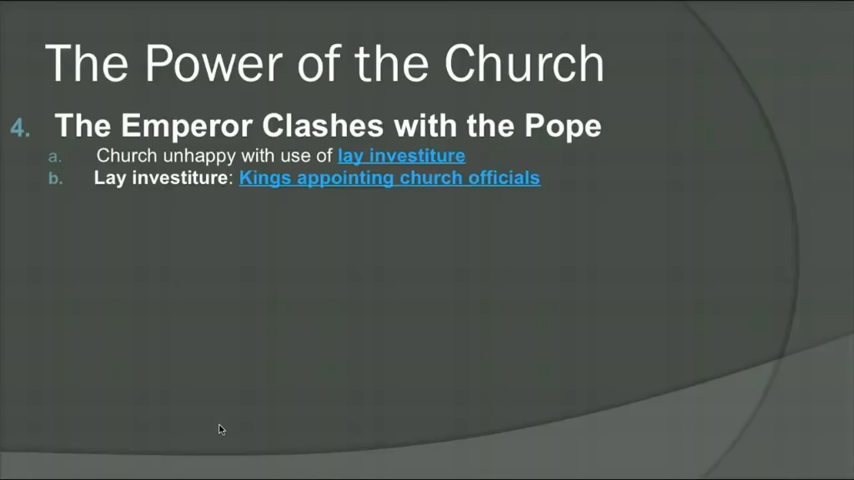 The Power of the Church
4. The Emperor Clashes with the Pope
a. Church unhappy with use of lay investiture
b. Lay investiture: Kings appointing church officials